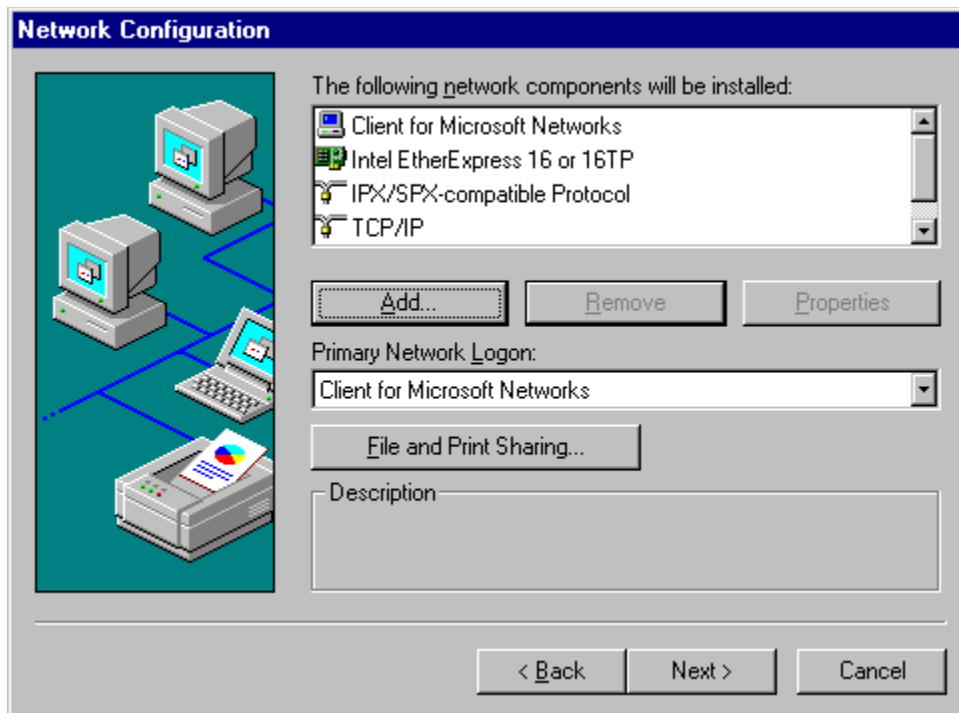 Network Configuration
The following network components will be installed:
Client for Microsoft Networks
Intel EtherExpress 16 or 16TP
IPX/SPX-compatible Protocol
TCP/IP
Add... Remove Properties
Primary Network Logon:
Client for Microsoft Networks
File and Print Sharing...
Description
< Back Next > Cancel